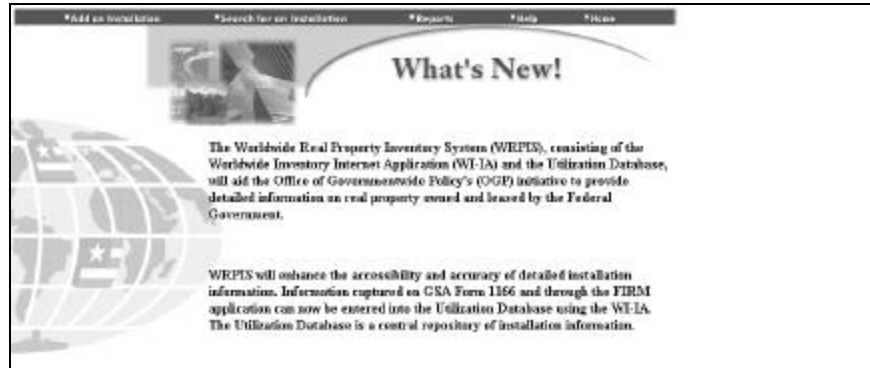 Add an Installation
Search for an Installation
Reports
Help
Home
What's New!
The Worldwide Real Property Inventory System (WRPIS), consisting of the
Worldwide Inventory Internet Application (WI-IA) and the Utilization Database,
will aid the Office of Governmentwide Policy's (OGP) initiative to provide
detailed information on real property owned and leased by the Federal
Government.
WRPIS will enhance the accessibility and accuracy of detailed installation
information. Information captured on GSA Form 1166 and through the FIRM
application can now be entered into the Utilization Database using the WI-IA.
The Utilization Database is a central repository of installation information.